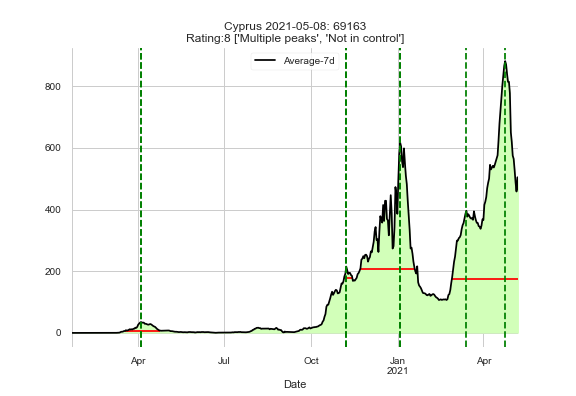 Cyprus 2021-05-08: 69163
Rating:8 ['Multiple peaks', 'Not in control']
Average-7d
800
600
400
200
0
Apr
Jul
Oct
Jan
2021
Apr
Date